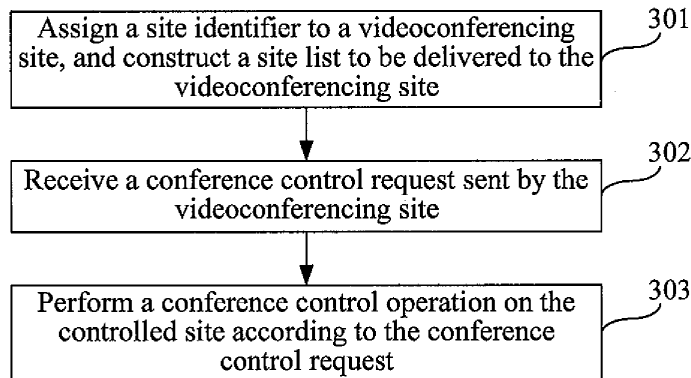 Assign a site identifier to a videoconferencing
site, and construct a site list to be delivered to the
videoconferencing site
301
Receive a conference control request sent by the
videoconferencing site
302
Perform a conference control operation on the
controlled site according to the conference
control request
303